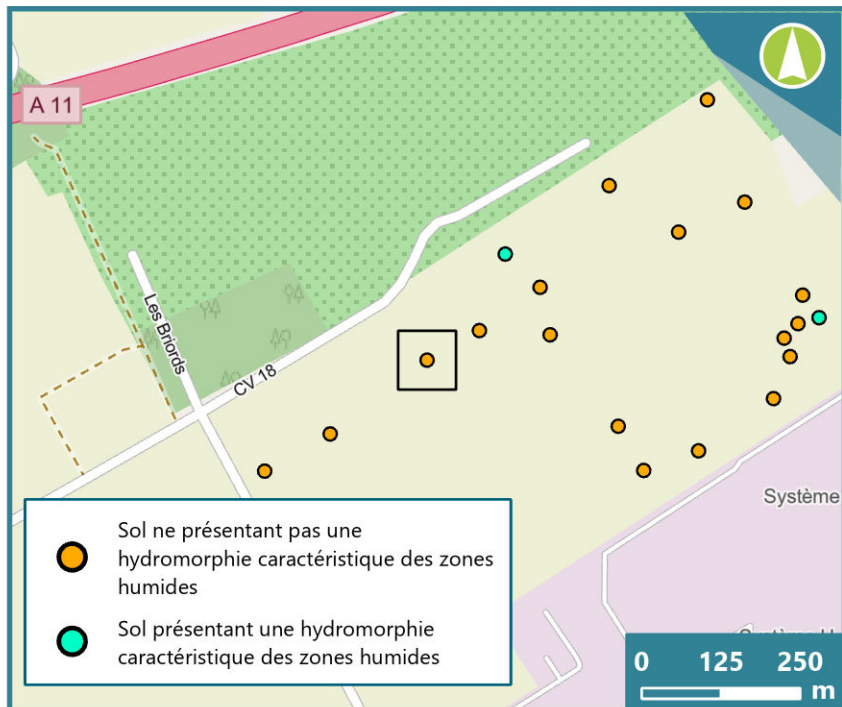 A 11
Les Briords
CV 18
Système
Sol ne présentant pas une
hydromorphie caractéristique des zones
humides
Sol présentant une hydromorphie
caractéristique des zones humides
0 125 250
m